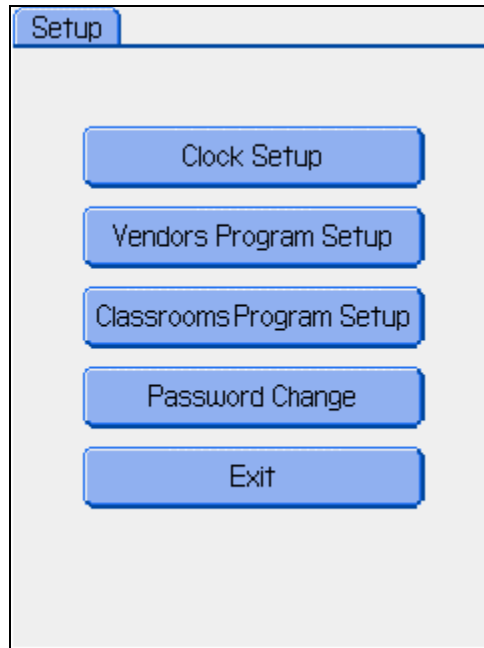 Setup
Clock Setup
Vendors Program Setup
Classrooms Program Setup
Password Change
Exit